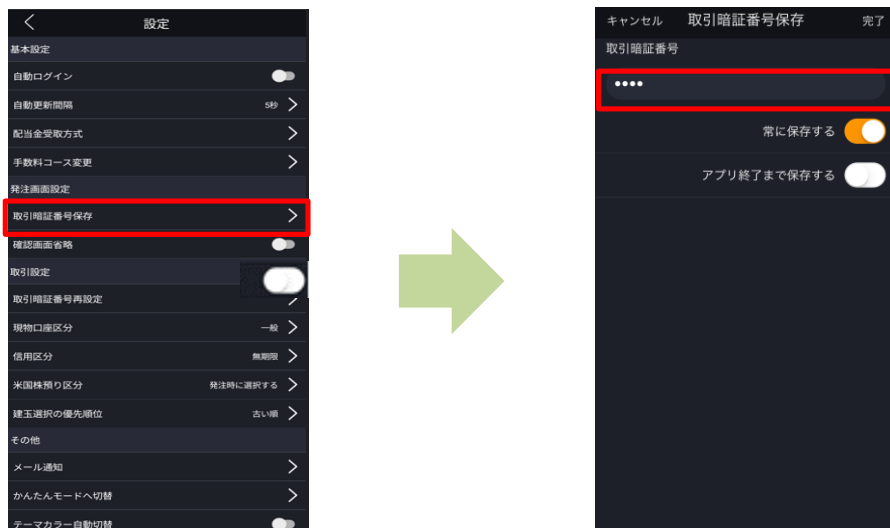 設定
基本設定
自動ログイン
自動更新間隔 5秒
配当金受取方式
手数料コース変更
発注画面設定
取引暗証番号保存
確認画面省略
取引設定
取引暗証番号再設定
現物口座区分 一般
信用区分 無期限
米国株預り区分 発注時に選択する
建玉選択の優先順位 古い順
その他
メール通知
かんたんモードへ切替
テーマカラー自動切替
キャンセル 取引暗証番号保存 完了
取引暗証番号
••••
常に保存する
アプリ終了まで保存する